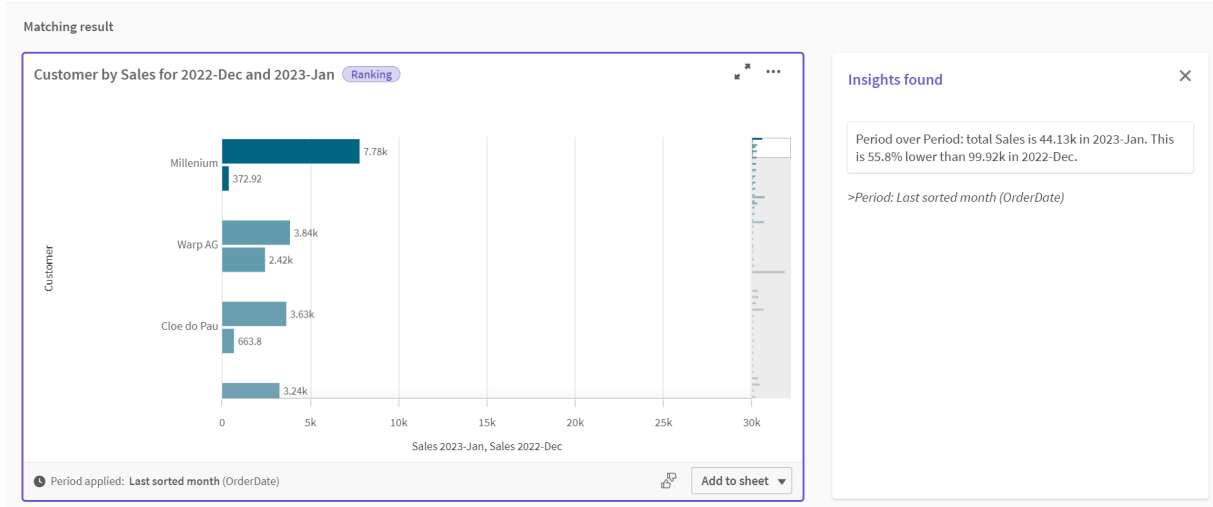 Matching result
Customer by Sales for 2022-Dec and 2023-Jan
Ranking
Customer
Millenium
7.78k
372.92
Warp AG
3.84k
2.42k
Cloe do Pau
3.63k
663.8
3.24k
0
5k
10k
15k
20k
25k
30k
Sales 2023-Jan, Sales 2022-Dec
Period applied: Last sorted month (OrderDate)
Add to sheet
Insights found
Period over Period: total Sales is 44.13k in 2023-Jan. This
is 55.8% lower than 99.92k in 2022-Dec.
>Period: Last sorted month (OrderDate)